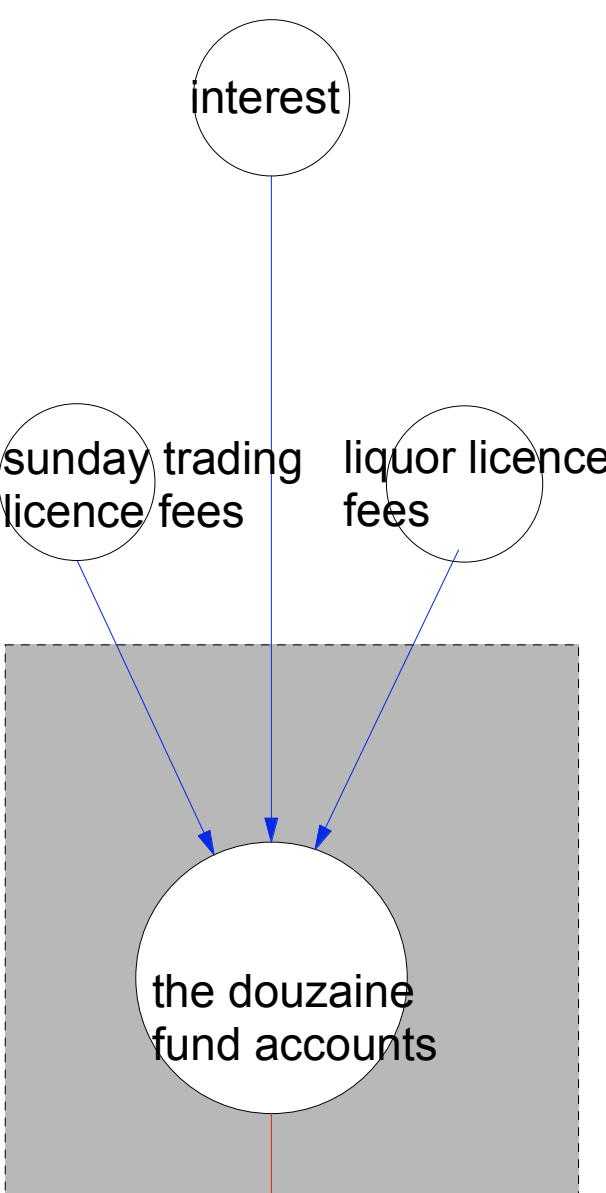 interest
sunday trading
licence fees
liquor licence
fees
the douzaine
fund accounts